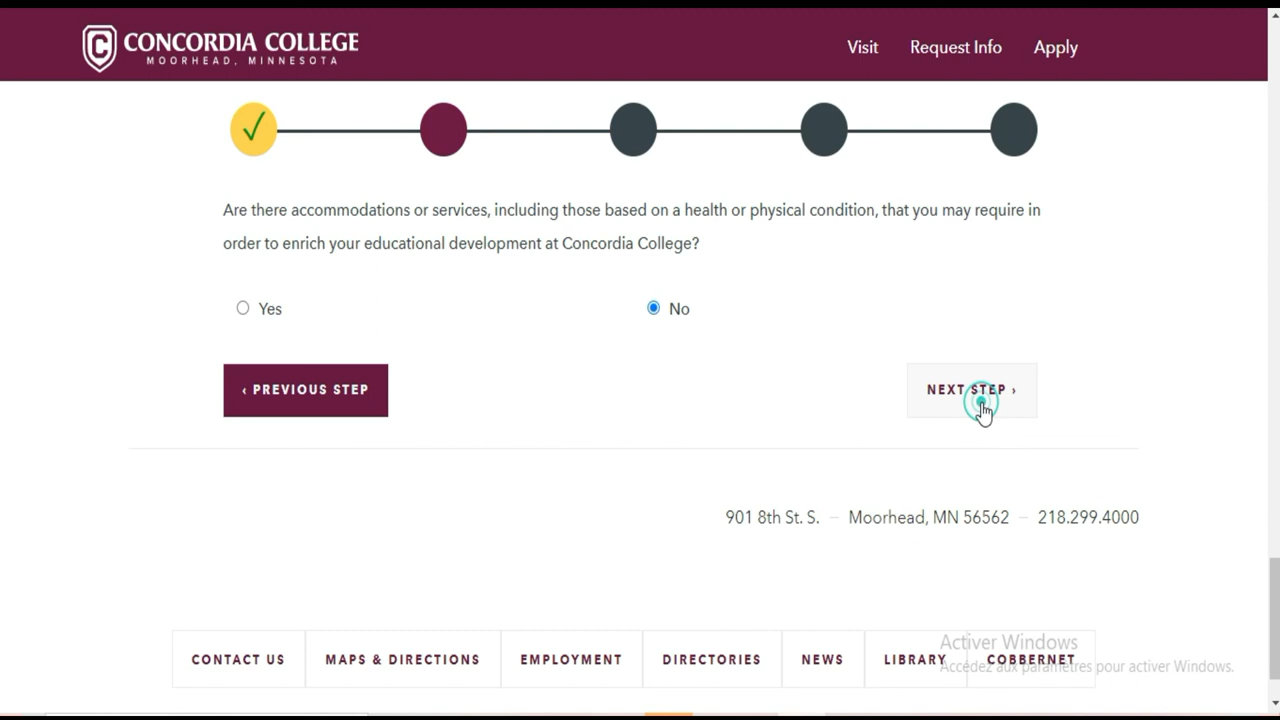 CONCORDIA COLLEGE
MOORHEAD, MINNESOTA
Visit Request Info Apply
Are there accommodations or services, including those based on a health or physical condition, that you may require in
order to enrich your educational development at Concordia College?
Yes No
‹ PREVIOUS STEP NEXT STEP ›
901 8th St. S. – Moorhead, MN 56562 – 218.299.4000
CONTACT US MAPS & DIRECTIONS EMPLOYMENT DIRECTORIES NEWS LIBRARY COBBERNET
Activer Windows
Accédez aux paramètres pour activer Windows.